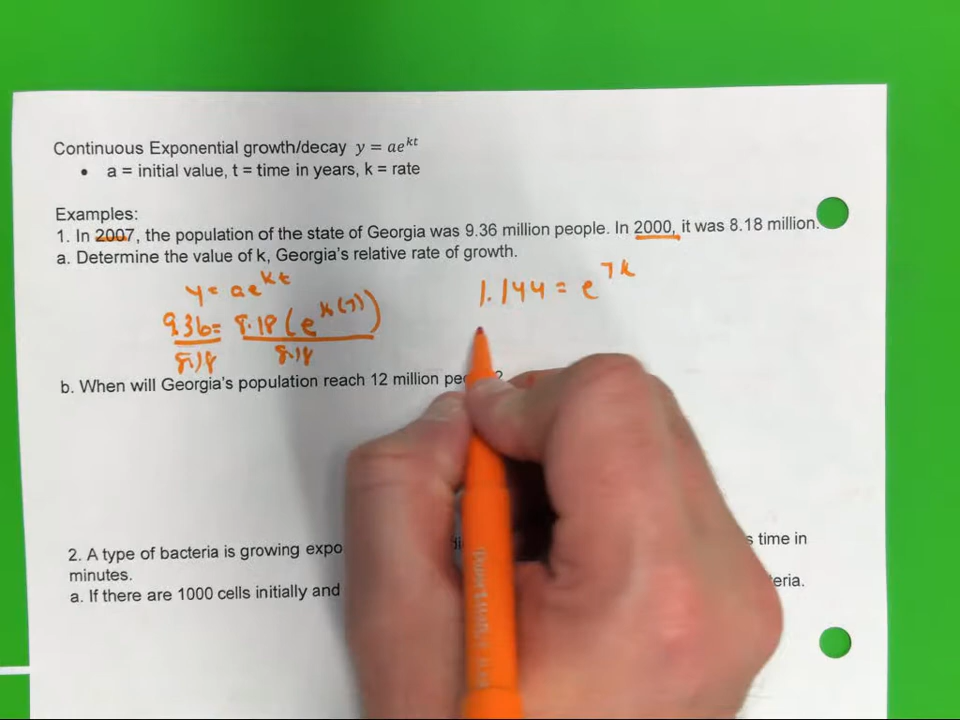 Continuous Exponential growth/decay y = ae^{kt}
• a = initial value, t = time in years, k = rate
Examples:
1. In 2007, the population of the state of Georgia was 9.36 million people. In 2000, it was 8.18 million.
a. Determine the value of k, Georgia's relative rate of growth.
y = ae^{kt}
9.36 = 8.18 (e^{k(7)})
8.18 8.18
1.144 = e^{7k}
b. When will Georgia's population reach 12 million ?
2. A type of bacteria is growing time in
minutes.
a. If there are 1000 cells initially and